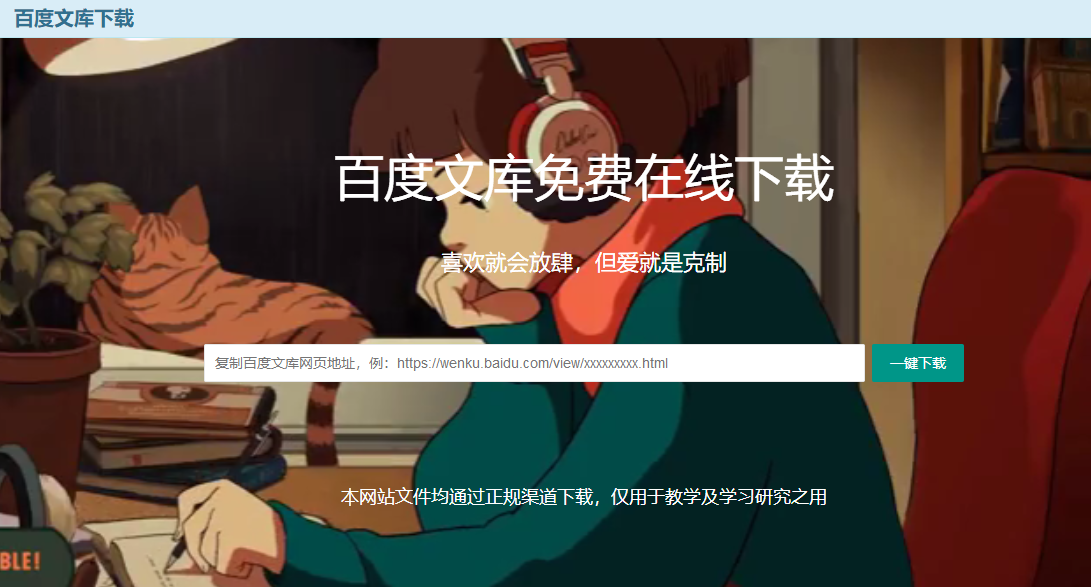 百度文库下载
百度文库免费在线下载
喜欢就会放肆，但爱就是克制
复制百度文库网页地址，例：https://wenku.baidu.com/view/xxxxxxxxx.html
一键下载
本网站文件均通过正规渠道下载，仅用于教学及学习研究之用
BLE!